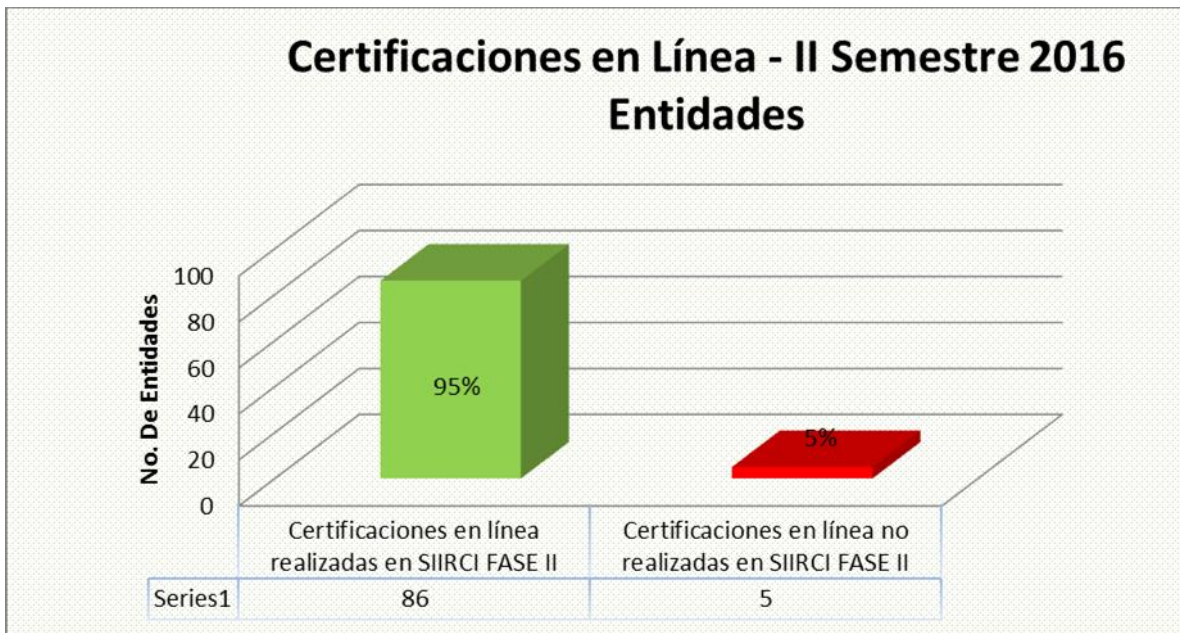 Certificaciones en Línea - II Semestre 2016
Entidades
No. De Entidades
100
80
60
40
20
0
95%
5%
Certificaciones en línea
realizadas en SIIRCI FASE II
Certificaciones en línea no
realizadas en SIIRCI FASE II
Series1 86 5